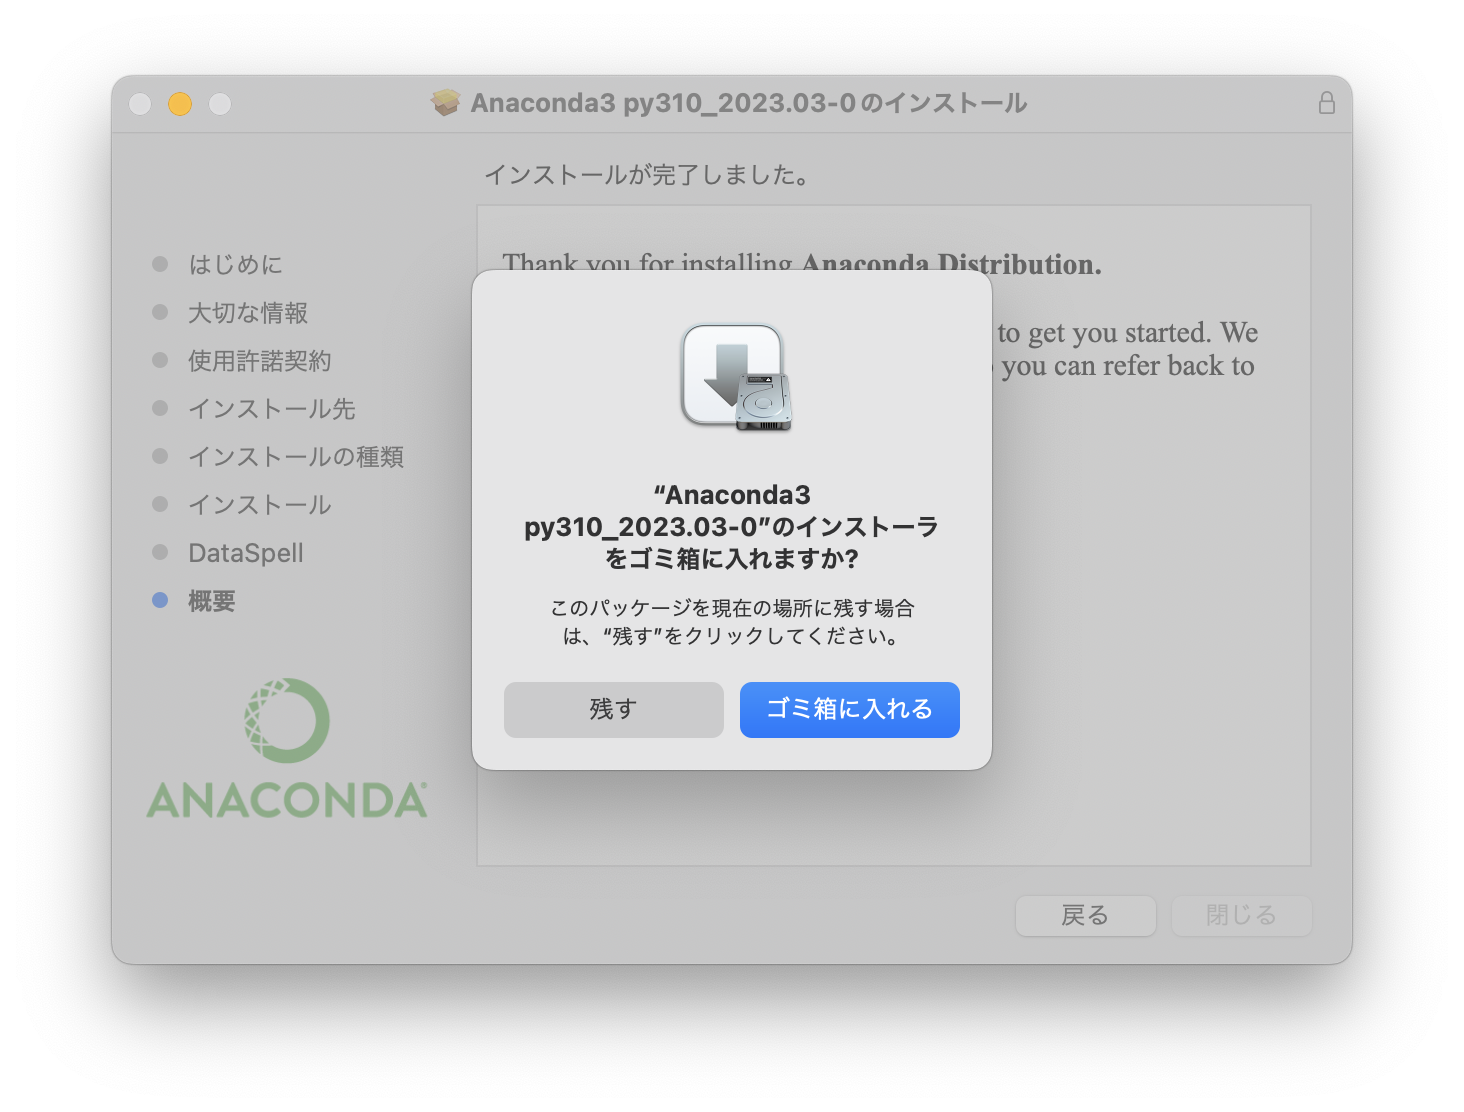 Anaconda3 py310_2023.03-0のインストール
インストールが完了しました。
はじめに
大切な情報
使用許諾契約
インストール先
インストールの種類
インストール
DataSpell
概要
ANACONDA
Thank you for installing Anaconda Distribution.
to get you started. We
you can refer back to
“Anaconda3
py310_2023.03-0”のインストーラ
をゴミ箱に入れますか?
このパッケージを現在の場所に残す場合
は、“残す”をクリックしてください。
残す
ゴミ箱に入れる
戻る
閉じる